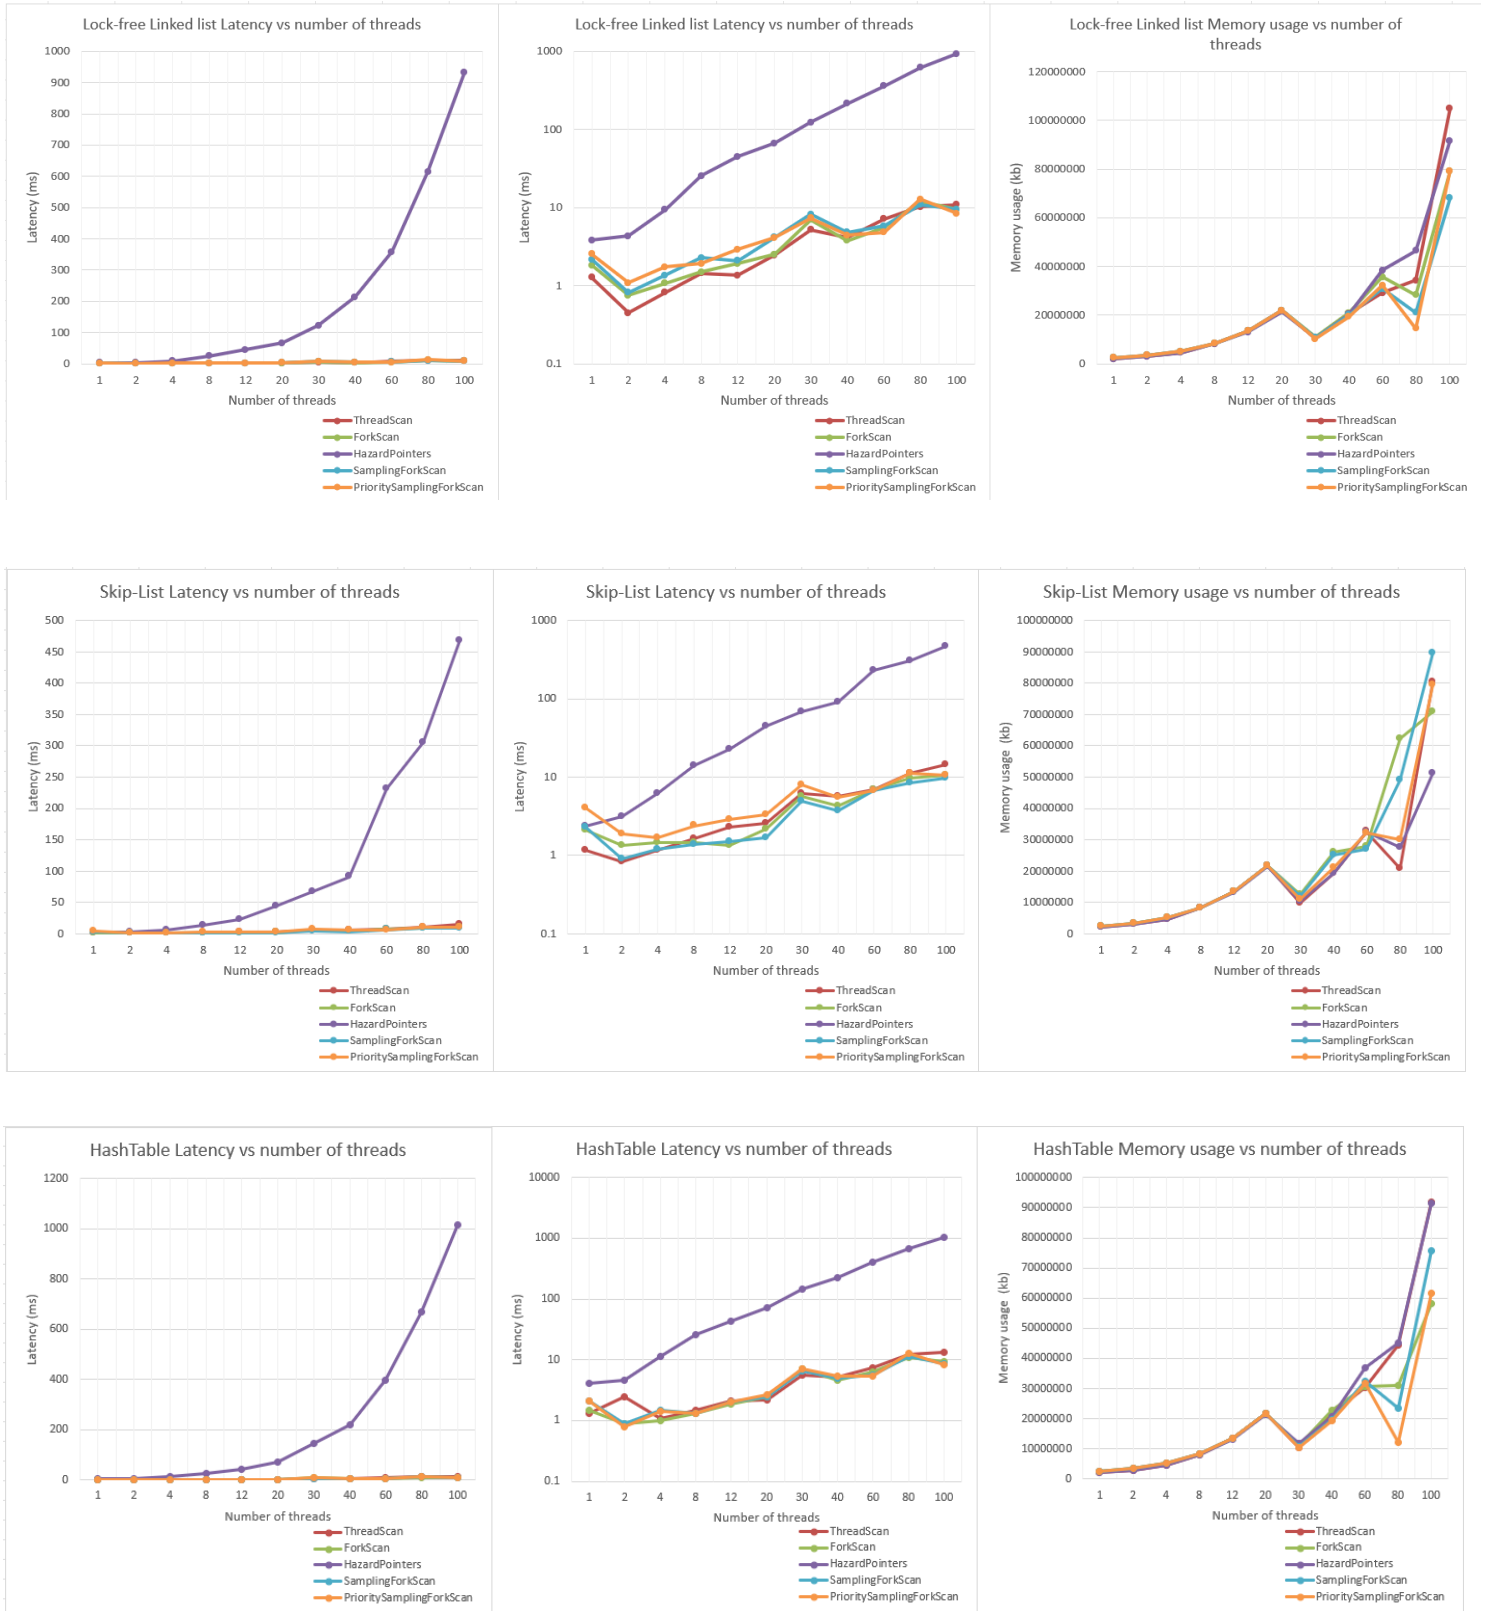 Lock-free Linked list Latency vs number of threads
1000
900
800
700
600
500
400
300
200
100
0
Latency (ms)
1 2 4 8 12 20 30 40 60 80 100
Number of threads
ThreadScan
ForkScan
HazardPointers
SamplingForkScan
PrioritySamplingForkScan
Lock-free Linked list Latency vs number of threads
1000
100
10
1
0.1
Latency (ms)
1 2 4 8 12 20 30 40 60 80 100
Number of threads
ThreadScan
ForkScan
HazardPointers
SamplingForkScan
PrioritySamplingForkScan
Lock-free Linked list Memory usage vs number of
threads
120000000
100000000
80000000
60000000
40000000
20000000
0
Memory usage (kb)
1 2 4 8 12 20 30 40 60 80 100
Number of threads
ThreadScan
ForkScan
HazardPointers
SamplingForkScan
PrioritySamplingForkScan
Skip-List Latency vs number of threads
500
450
400
350
300
250
200
150
100
50
0
Latency (ms)
1 2 4 8 12 20 30 40 60 80 100
Number of threads
ThreadScan
ForkScan
HazardPointers
SamplingForkScan
PrioritySamplingForkScan
Skip-List Latency vs number of threads
1000
100
10
1
0.1
Latency (ms)
1 2 4 8 12 20 30 40 60 80 100
Number of threads
ThreadScan
ForkScan
HazardPointers
SamplingForkScan
PrioritySamplingForkScan
Skip-List Memory usage vs number of threads
100000000
90000000
80000000
70000000
60000000
50000000
40000000
30000000
20000000
10000000
0
Memory usage (kb)
1 2 4 8 12 20 30 40 60 80 100
Number of threads
ThreadScan
ForkScan
HazardPointers
SamplingForkScan
PrioritySamplingForkScan
HashTable Latency vs number of threads
1200
1000
800
600
400
200
0
Latency (ms)
1 2 4 8 12 20 30 40 60 80 100
Number of threads
ThreadScan
ForkScan
HazardPointers
SamplingForkScan
PrioritySamplingForkScan
HashTable Latency vs number of threads
10000
1000
100
10
1
0.1
Latency (ms)
1 2 4 8 12 20 30 40 60 80 100
Number of threads
ThreadScan
ForkScan
HazardPointers
SamplingForkScan
PrioritySamplingForkScan
HashTable Memory usage vs number of threads
100000000
90000000
80000000
70000000
60000000
50000000
40000000
30000000
20000000
10000000
0
Memory usage (kb)
1 2 4 8 12 20 30 40 60 80 100
Number of threads
ThreadScan
ForkScan
HazardPointers
SamplingForkScan
PrioritySamplingForkScan